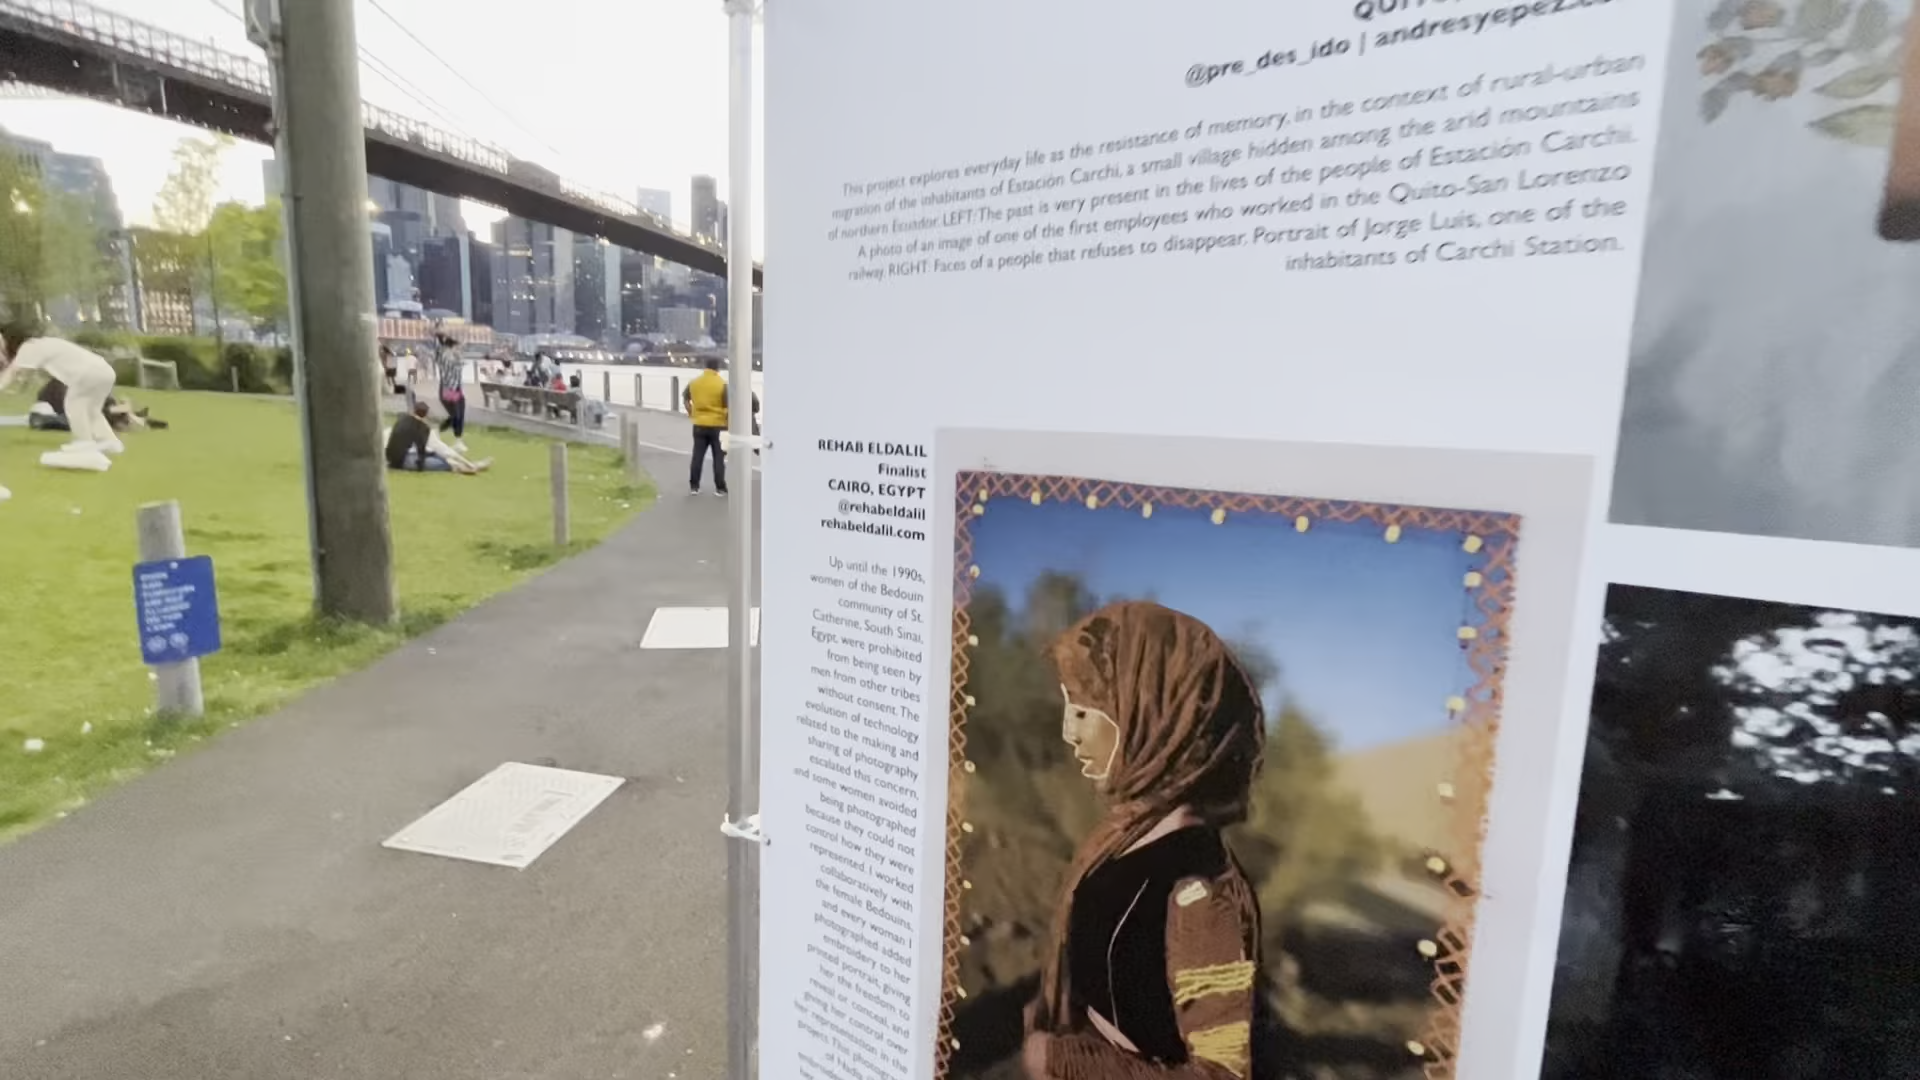 @pre_des_ido | andresyepez
This project explores everyday life as the resistance of memory, in the context of rural-urban
migration of the inhabitants of Estación Carchi, a small village hidden among the arid mountains
of northern Ecuador. LEFT: The past is very present in the lives of the people of Estación Carchi.
A photo of an image of one of the first employees who worked in the Quito-San Lorenzo
railway. RIGHT: Faces of a people that refuses to disappear. Portrait of Jorge Luis, one of the
inhabitants of Carchi Station.
REHAB ELDALIL
Finalist
CAIRO, EGYPT
@rehabeldalil
rehabeldalil.com
Up until the 1990s,
women of the Bedouin
community of St.
Catherine, South Sinai,
Egypt, were prohibited
from being seen by
men from other tribes
without consent. The
evolution of technology
related to the making and
sharing of photography
escalated this concern,
and some women avoided
being photographed
because they could not
control how they were
represented. I worked
collaboratively with
the female Bedouins,
and every woman I
photographed added
embroidery to her
printed portrait, giving
her the freedom to
reveal or conceal, and
giving her control over
her representation in the
project. This